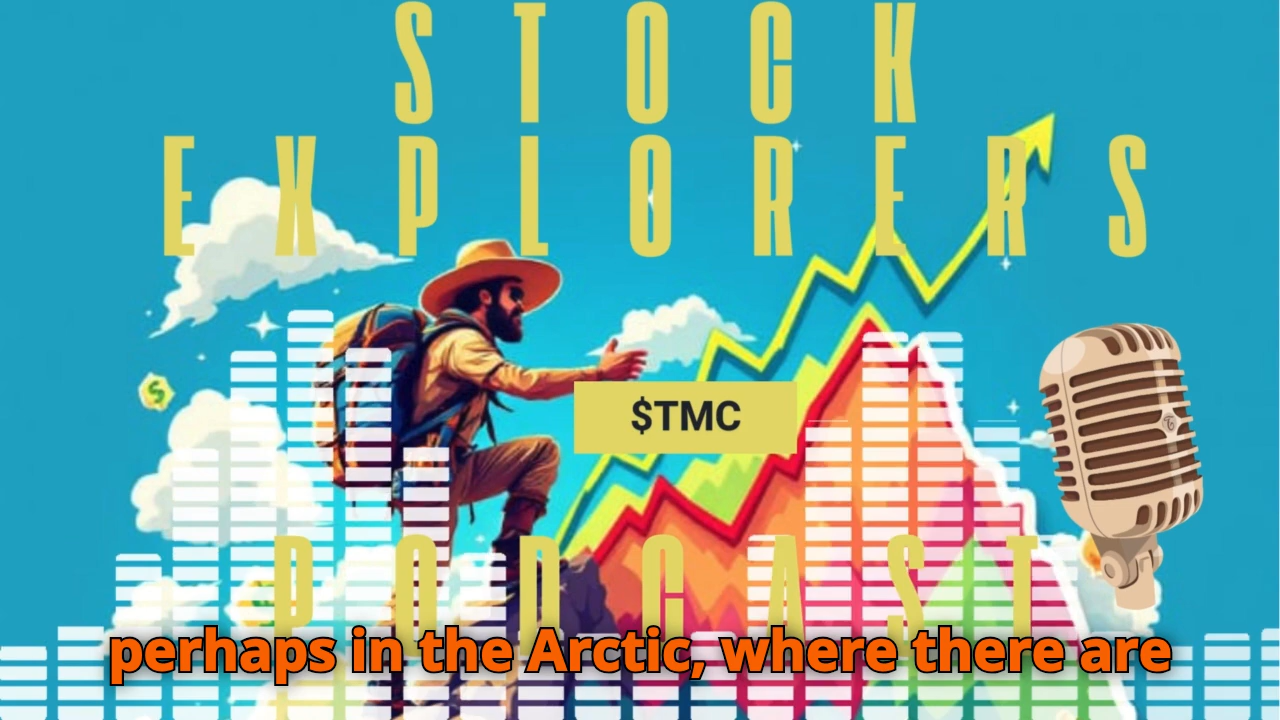 STOCK
EXPLORERS
$TMC
PODCAST
perhaps in the Arctic, where there are